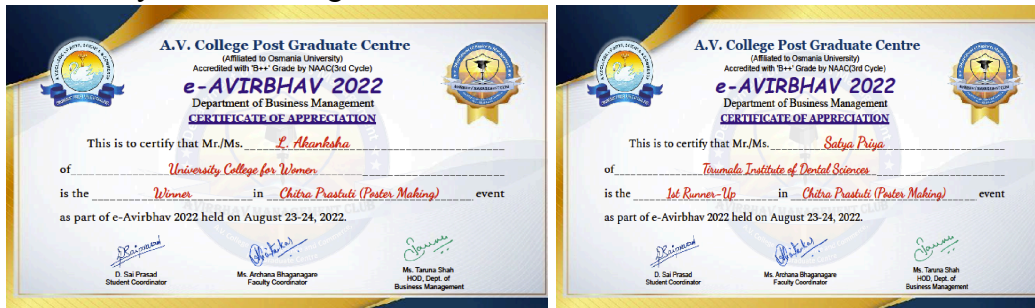 A.V. College Post Graduate Centre
(Affiliated to Osmania University)
Accredited with 'B++' Grade by NAAC(3rd Cycle)
e-AVIRBHAV 2022
Department of Business Management
CERTIFICATE OF APPRECIATION
This is to certify that Mr./Ms. L. Akanksha
of University College for Women
is the Winner in Chitra Prastuti (Poster Making) event
as part of e-Avirbhav 2022 held on August 23-24, 2022.
D. Sai Prasad
Student Coordinator
Ms. Archana Bhaganagare
Faculty Coordinator
Ms. Taruna Shah
HOD, Dept. of
Business Management
A.V. College Post Graduate Centre
(Affiliated to Osmania University)
Accredited with 'B++' Grade by NAAC(3rd Cycle)
e-AVIRBHAV 2022
Department of Business Management
CERTIFICATE OF APPRECIATION
This is to certify that Mr./Ms. Satya Priya
of Tirumala Institute of Dental Sciences
is the 1st Runner-Up in Chitra Prastuti (Poster Making) event
as part of e-Avirbhav 2022 held on August 23-24, 2022.
D. Sai Prasad
Student Coordinator
Ms. Archana Bhaganagare
Faculty Coordinator
Ms. Taruna Shah
HOD, Dept. of
Business Management